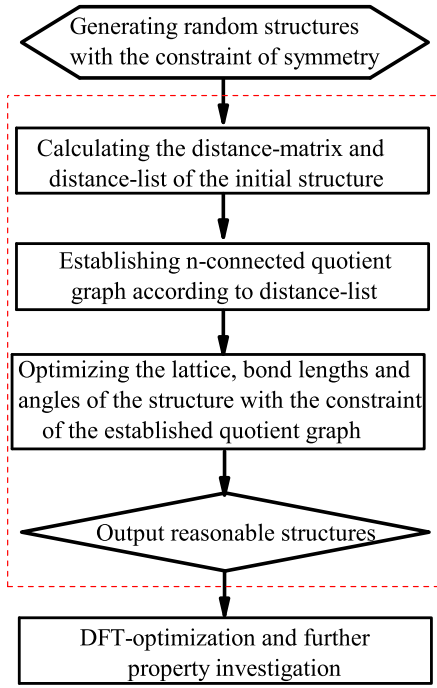 Generating random structures
with the constraint of symmetry
Calculating the distance-matrix and
distance-list of the initial structure
Establishing n-connected quotient
graph according to distance-list
Optimizing the lattice, bond lengths and
angles of the structure with the constraint
of the established quotient graph
Output reasonable structures
DFT-optimization and further
property investigation